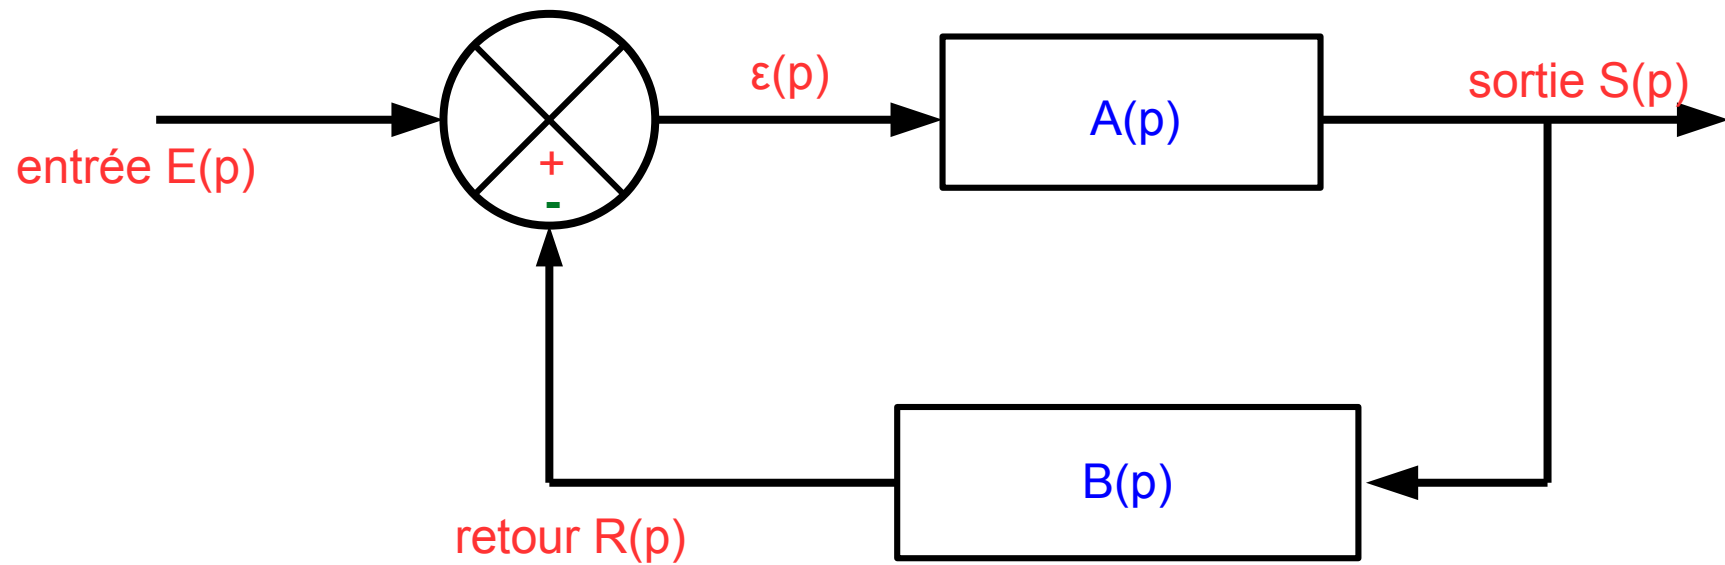 ε(p)
sortie S(p)
A(p)
entrée E(p)
+
-
B(p)
retour R(p)